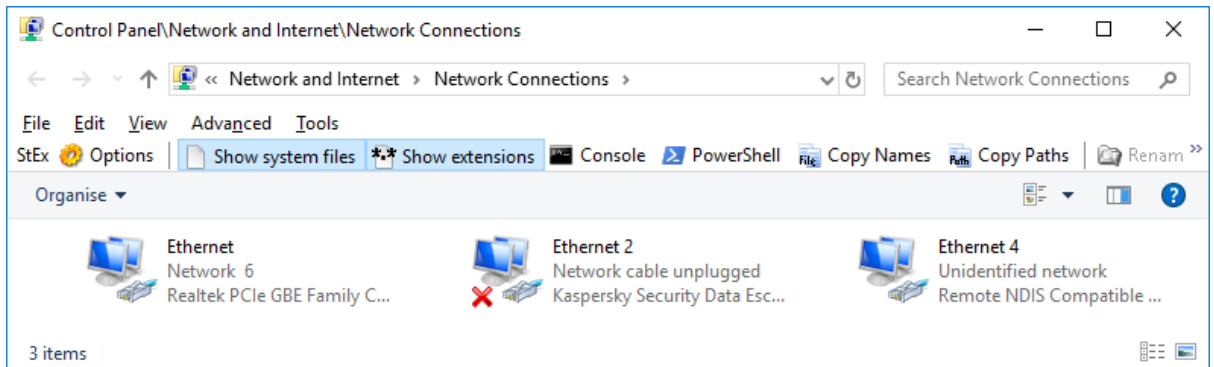 Control Panel\Network and Internet\Network Connections
« Network and Internet › Network Connections › Search Network Connections
File Edit View Advanced Tools
StEx Options Show system files *.* Show extensions Console PowerShell File Copy Names Path Copy Paths Renam »
Organise
Ethernet
Network 6
Realtek PCIe GBE Family C...
Ethernet 2
Network cable unplugged
Kaspersky Security Data Esc...
Ethernet 4
Unidentified network
Remote NDIS Compatible ...
3 items